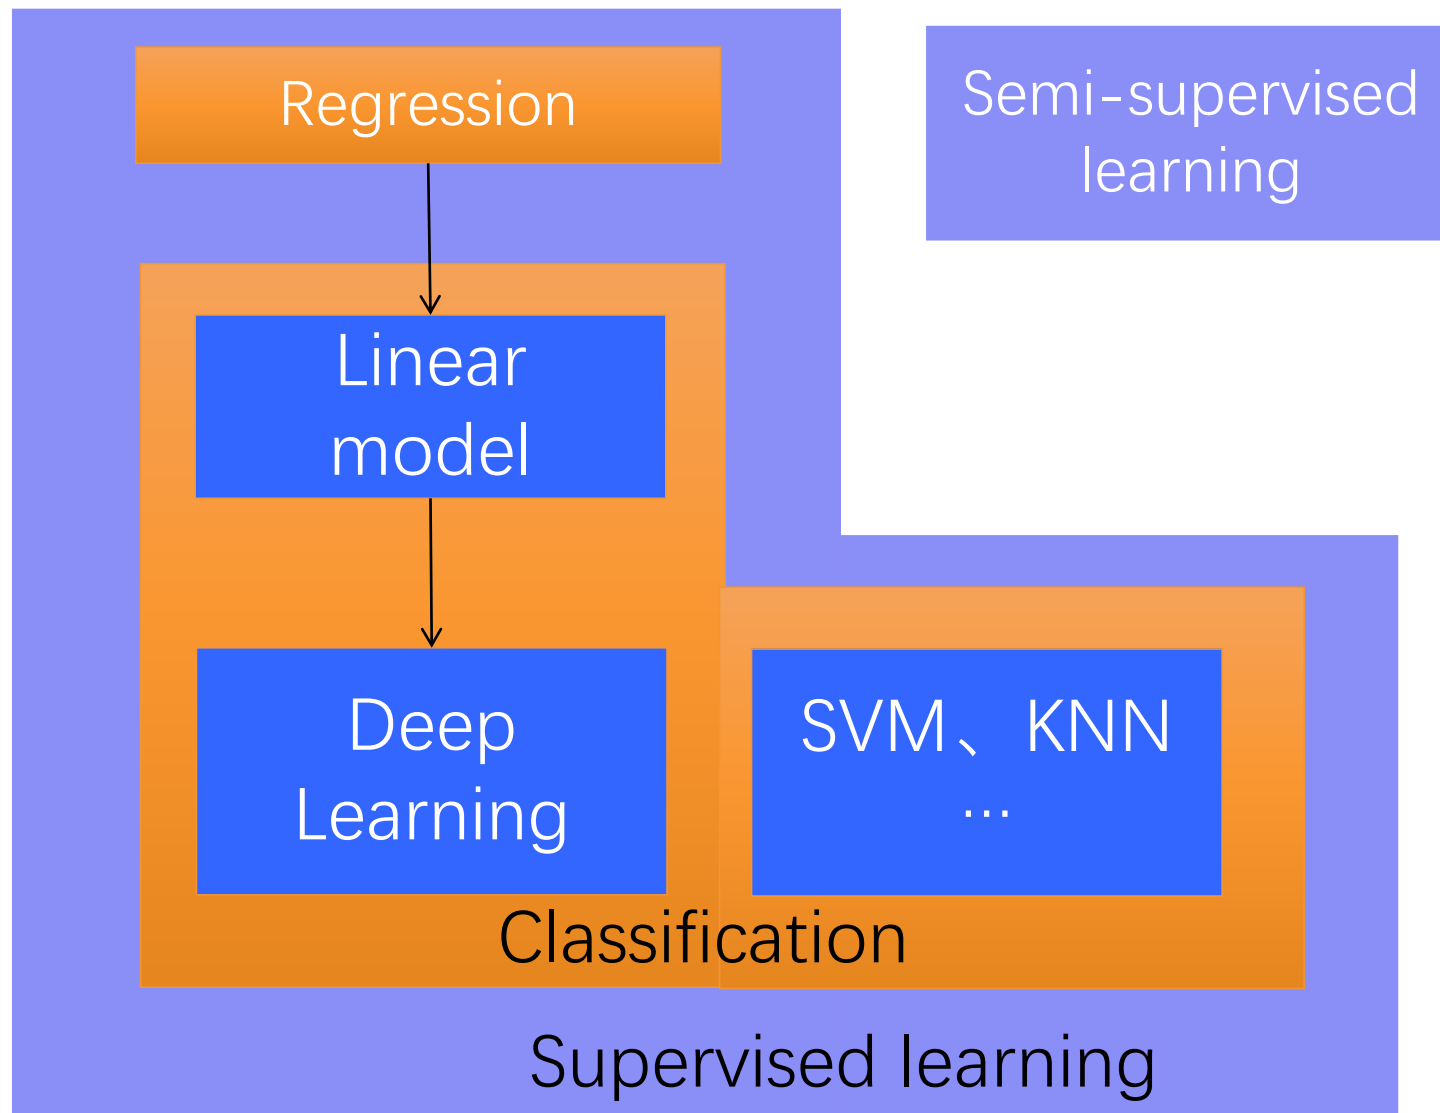 Regression
Semi-supervised
learning
Linear
model
Deep
Learning
SVM、KNN
...
Classification
Supervised learning